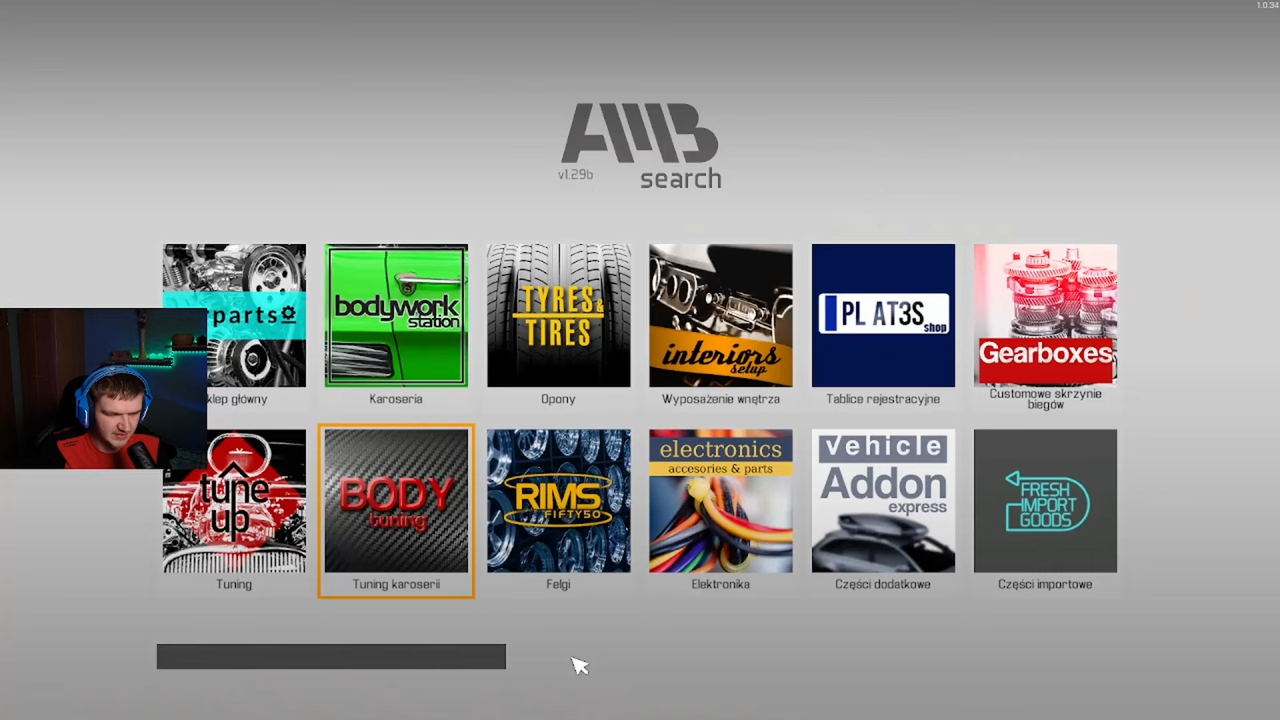 1.0.34
AMB
v1.29b
search
parts
bodywork
station
TYRES&
TIRES
interiors
setup
PL AT3S
shop
Gearboxes
klep główny
Karoseria
Opony
Wyposażenie wnętrza
Tablice rejestracyjne
Customowe skrzynie
biegów
tune
up
BODY
tuning
RIMS
FIFTY50
electronics
accesories & parts
vehicle
Addon
express
FRESH
IMPORT
GOODS
Tuning
Tuning karoserii
Felgi
Elektronika
Części dodatkowe
Części importowe